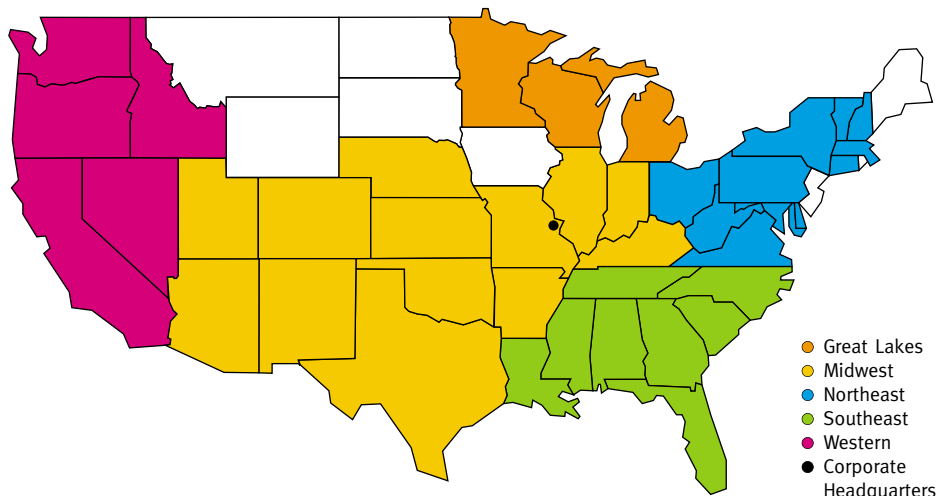 Great Lakes
Midwest
Northeast
Southeast
Western
Corporate
Headquarters